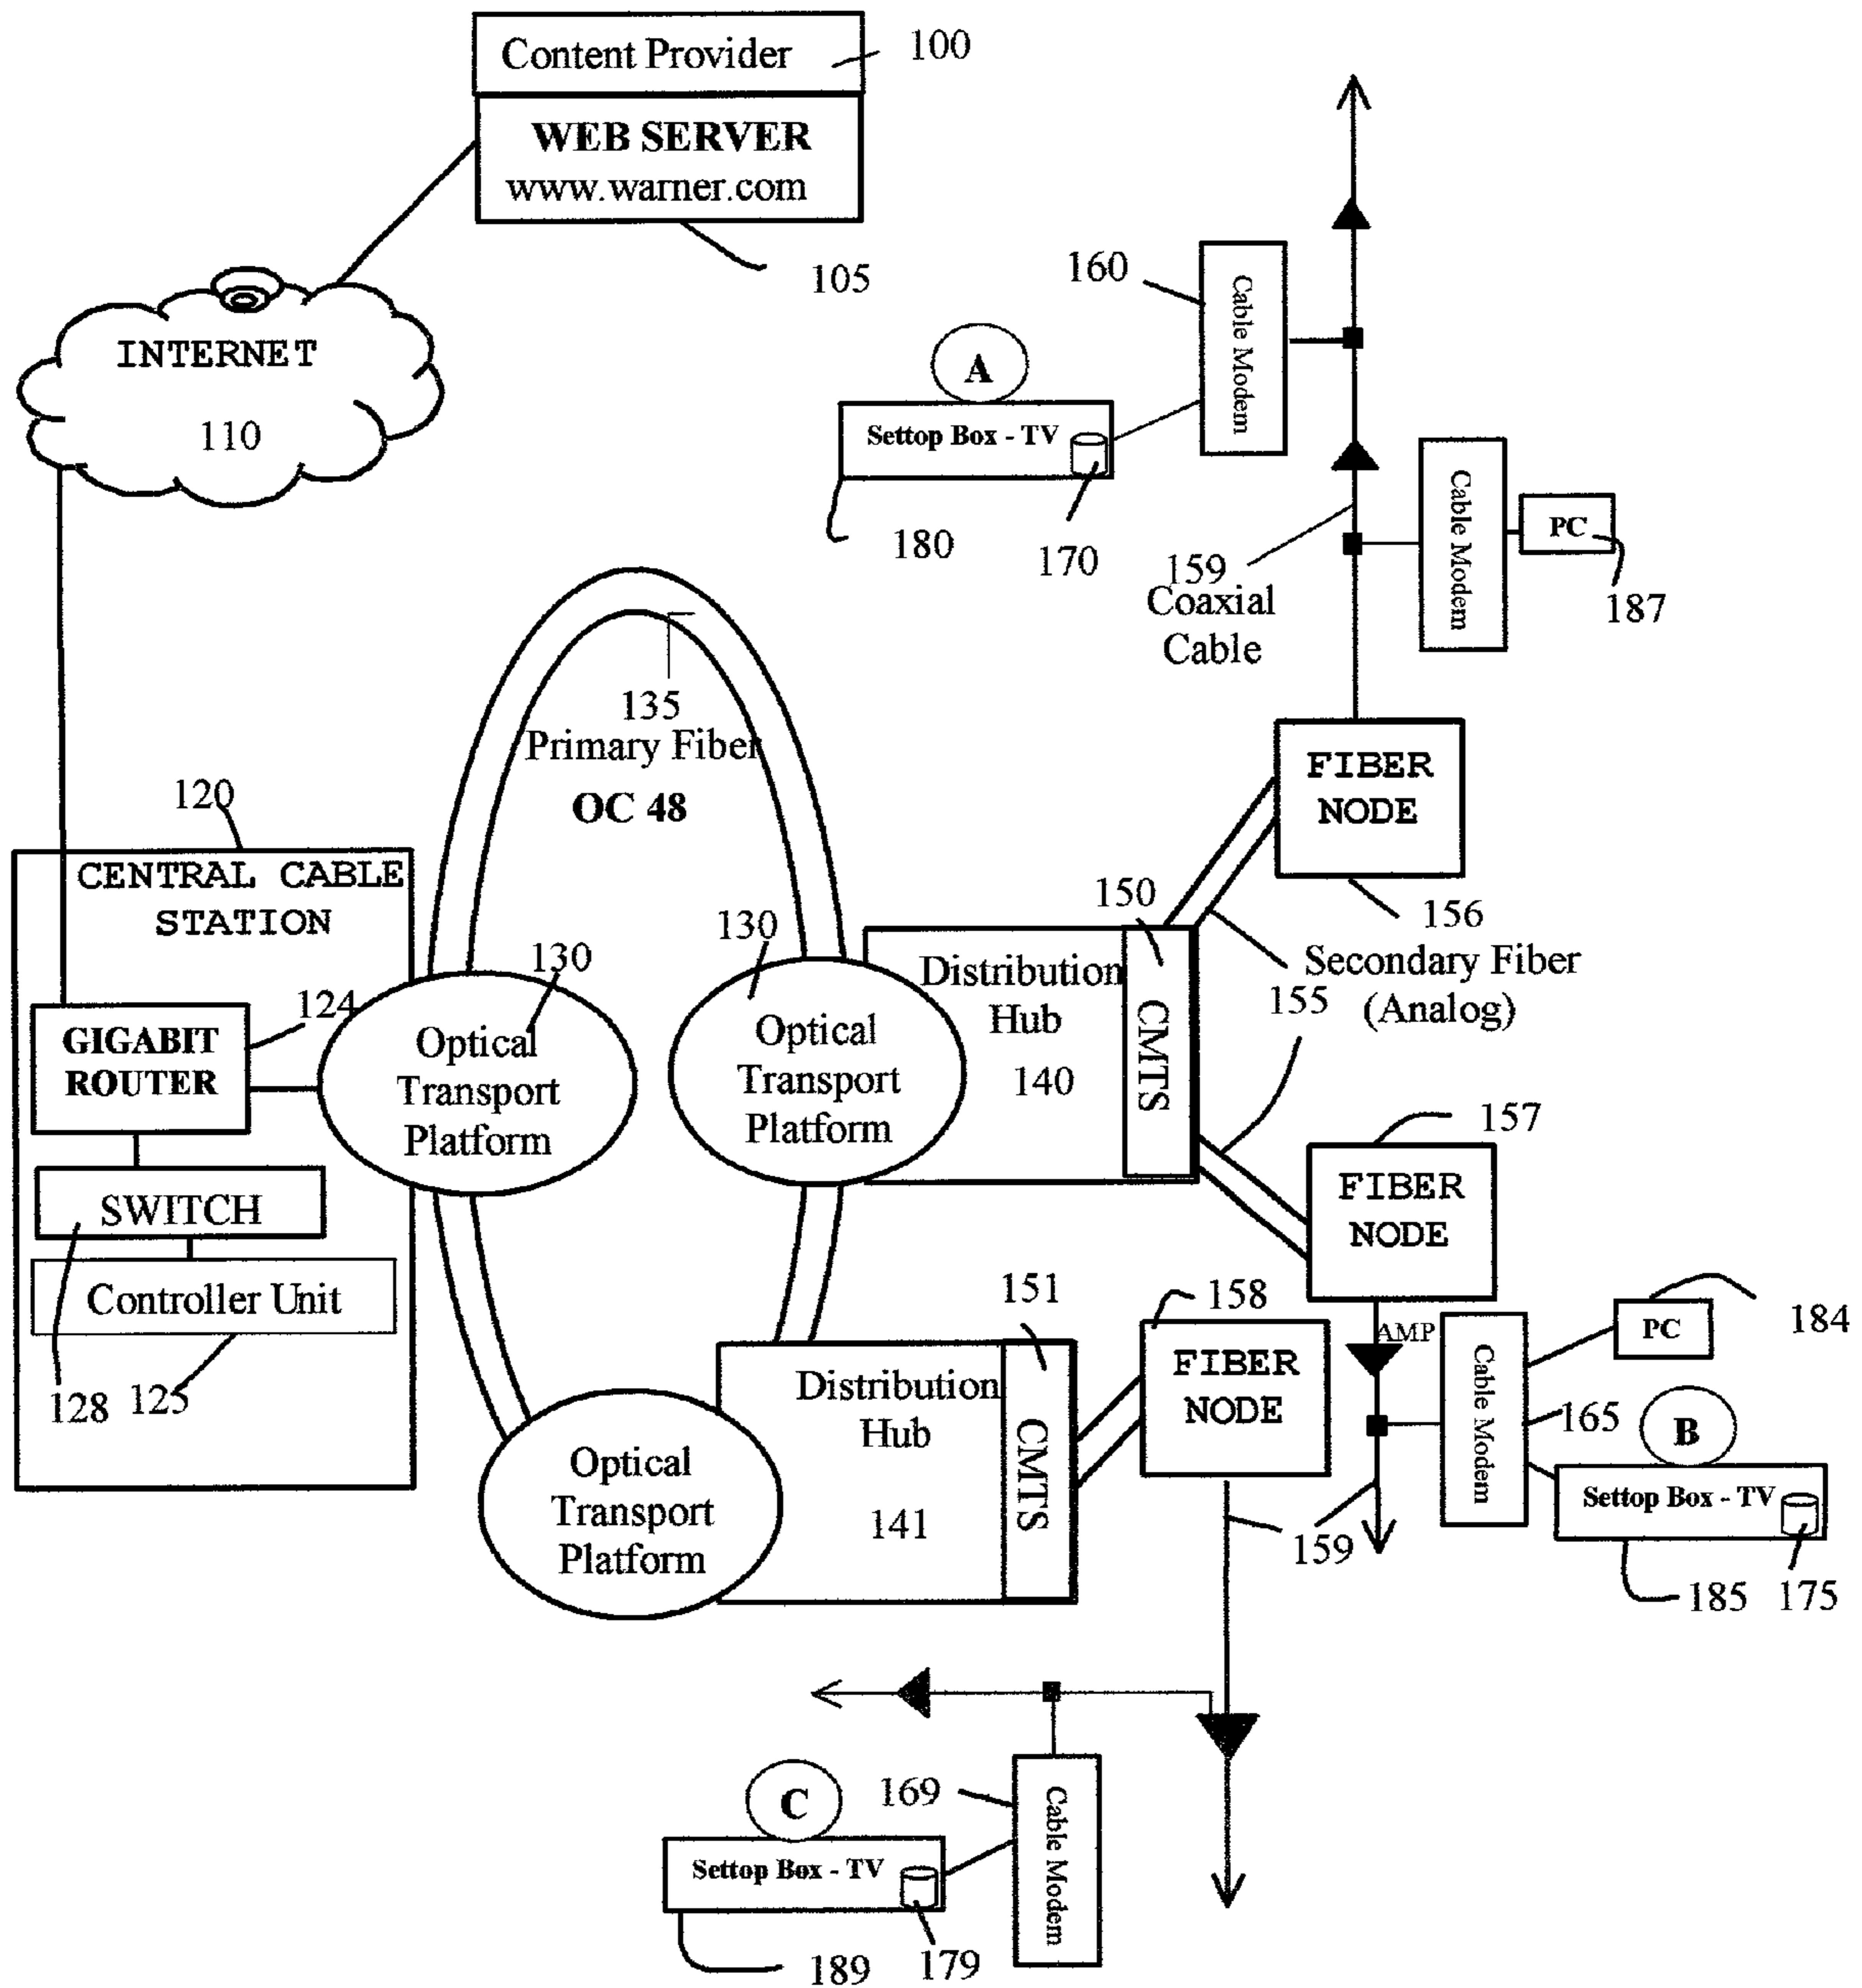 Content Provider
100
WEB SERVER
www.warner.com
105
INTERNET
110
160
Cable Modem
A
Settop Box - TV
180
170
159
Coaxial
Cable
Cable Modem
PC
187
135
Primary Fiber
OC 48
FIBER
NODE
156
120
CENTRAL CABLE
STATION
GIGABIT
ROUTER
124
SWITCH
Controller Unit
128
125
130
Optical
Transport
Platform
130
Optical
Transport
Platform
Distribution
Hub
140
150
CMTS
Secondary Fiber
(Analog)
155
157
FIBER
NODE
AMP
Cable Modem
165
PC
184
B
Settop Box - TV
185
175
Optical
Transport
Platform
Distribution
Hub
141
151
CMTS
158
FIBER
NODE
159
C
Settop Box - TV
189
179
169
Cable Modem